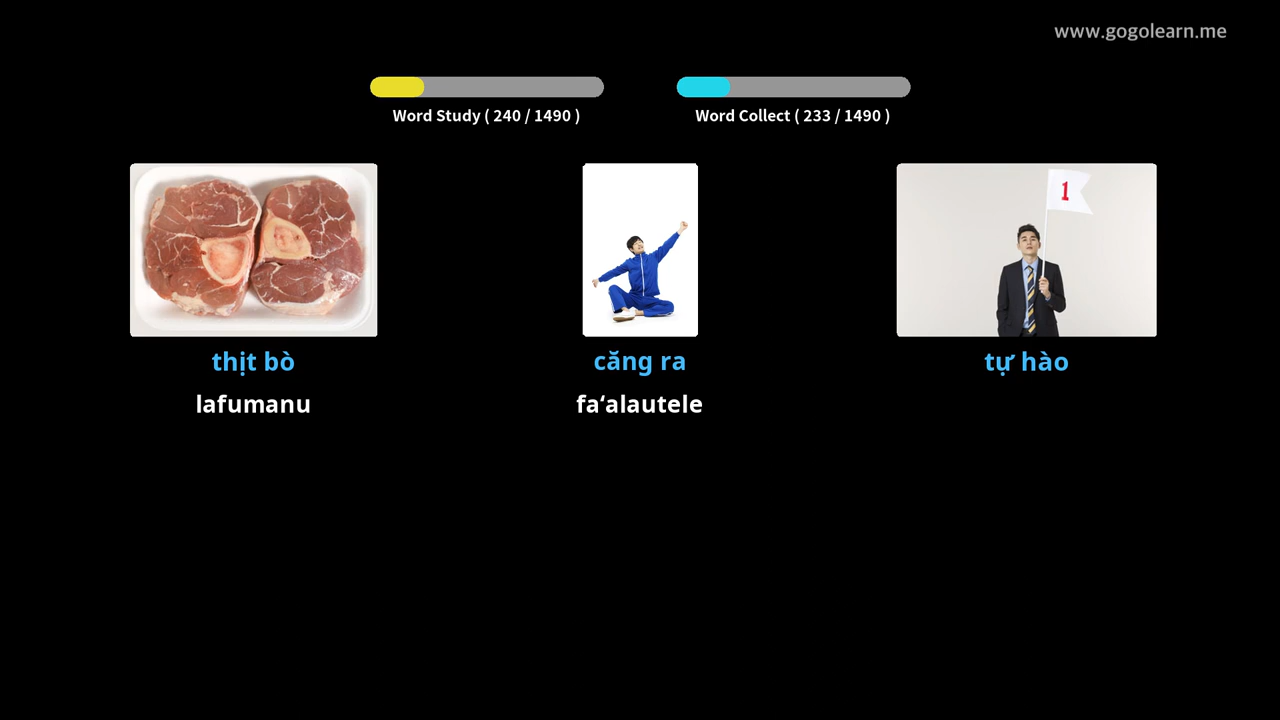 www.gogolearn.me
Word Study ( 240 / 1490 )
Word Collect ( 233 / 1490 )
1
thịt bò
căng ra
tự hào
lafumanu
fa‘alautele